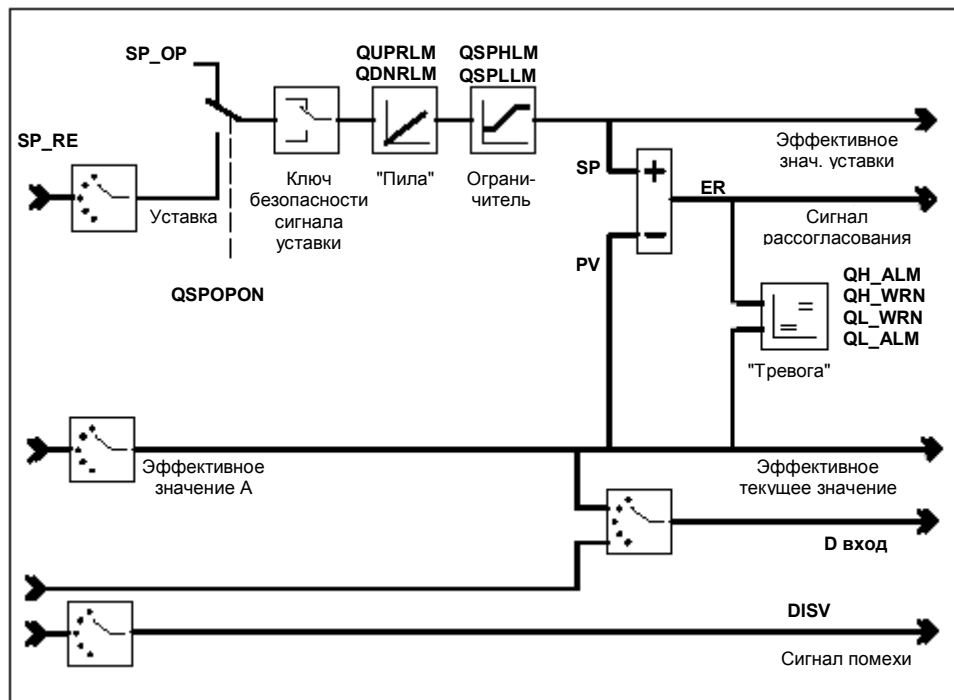 SP_OP
QUPRLM
QDNRLM
QSPHLM
QSPLLM
SP_RE
Уставка
Ключ
безопасности
сигнала
уставки
"Пила"
Ограни-
читель
SP
Эффективное
знач. уставки
ER
Сигнал
рассогласования
PV
QSPOPON
QH_ALM
QH_WRN
QL_WRN
QL_ALM
"Тревога"
Эффективное
значение А
Эффективное
текущее значение
D вход
DISV
Сигнал помехи